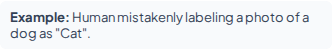 Example: Human mistakenly labeling a photo of a
dog as "Cat".